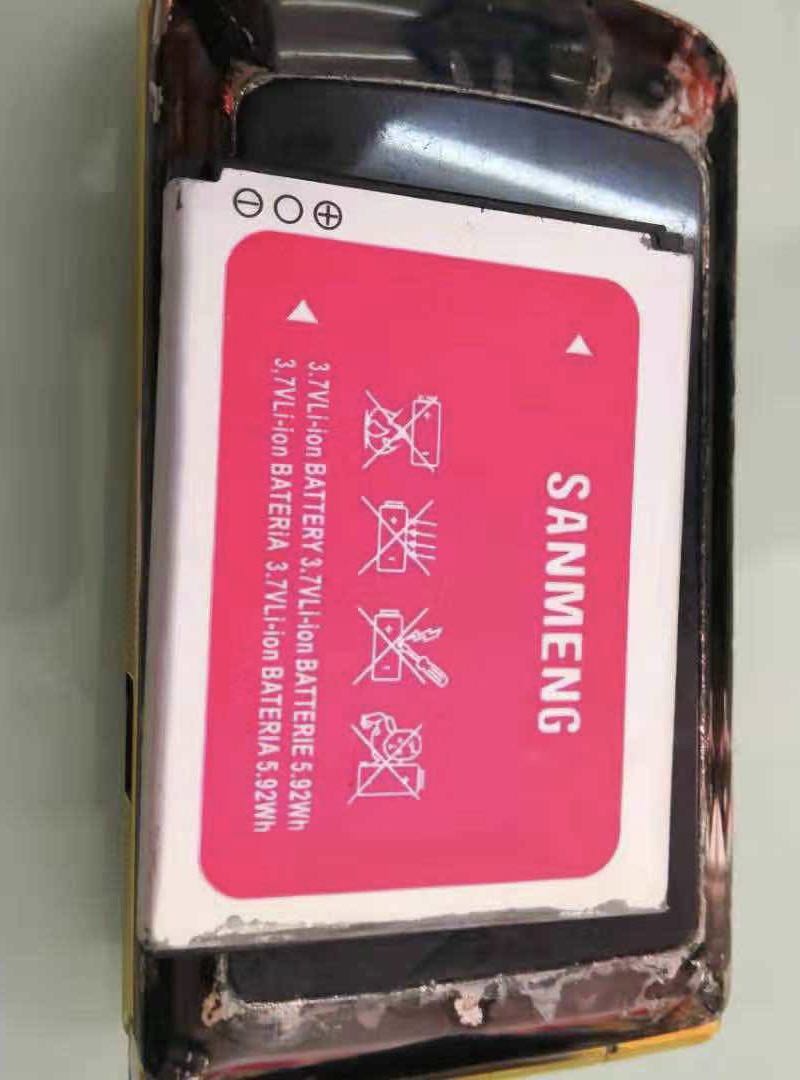 SANMENG
3.7VLi-ion BATTERY 3.7VLi-ion BATTERIE 5.92Wh
3.7VLi-ion BATERIA 3.7VLi-ion BATERIA 5.92Wh